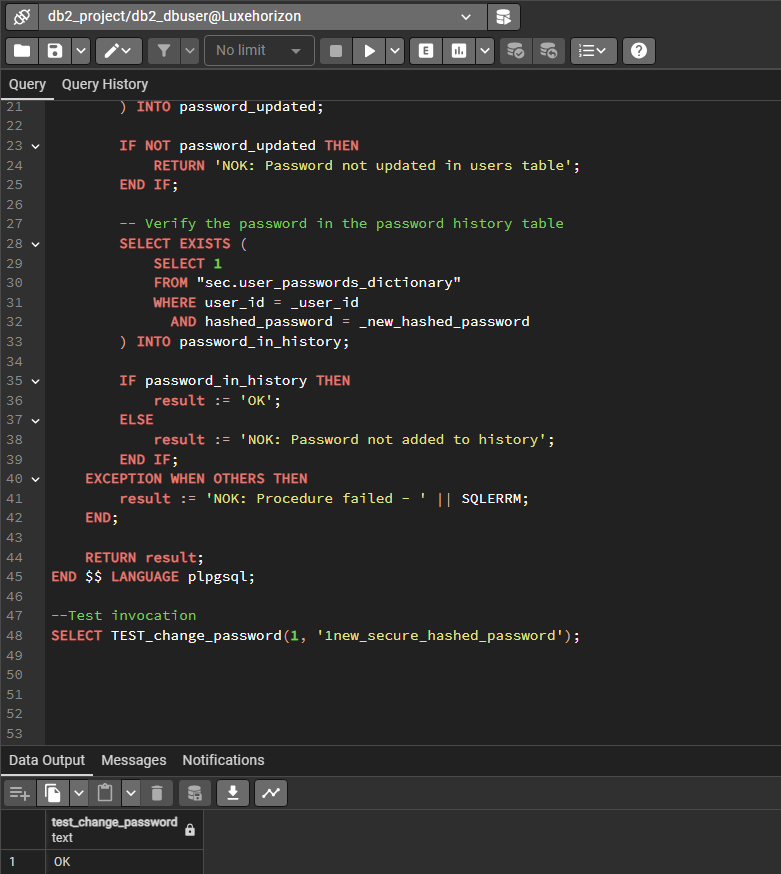 db2_project/db2_dbuser@Luxehorizon
No limit
E
Query Query History
21 ) INTO password_updated;
22
23 IF NOT password_updated THEN
24 RETURN 'NOK: Password not updated in users table';
25 END IF;
26
27 -- Verify the password in the password history table
28 SELECT EXISTS (
29 SELECT 1
30 FROM "sec.user_passwords_dictionary"
31 WHERE user_id = _user_id
32 AND hashed_password = _new_hashed_password
33 ) INTO password_in_history;
34
35 IF password_in_history THEN
36 result := 'OK';
37 ELSE
38 result := 'NOK: Password not added to history';
39 END IF;
40 EXCEPTION WHEN OTHERS THEN
41 result := 'NOK: Procedure failed - ' || SQLERRM;
42 END;
43
44 RETURN result;
45 END $$ LANGUAGE plpgsql;
46
47 --Test invocation
48 SELECT TEST_change_password(1, '1new_secure_hashed_password');
49
50
51
52
53
Data Output Messages Notifications
test_change_password
text
1 OK